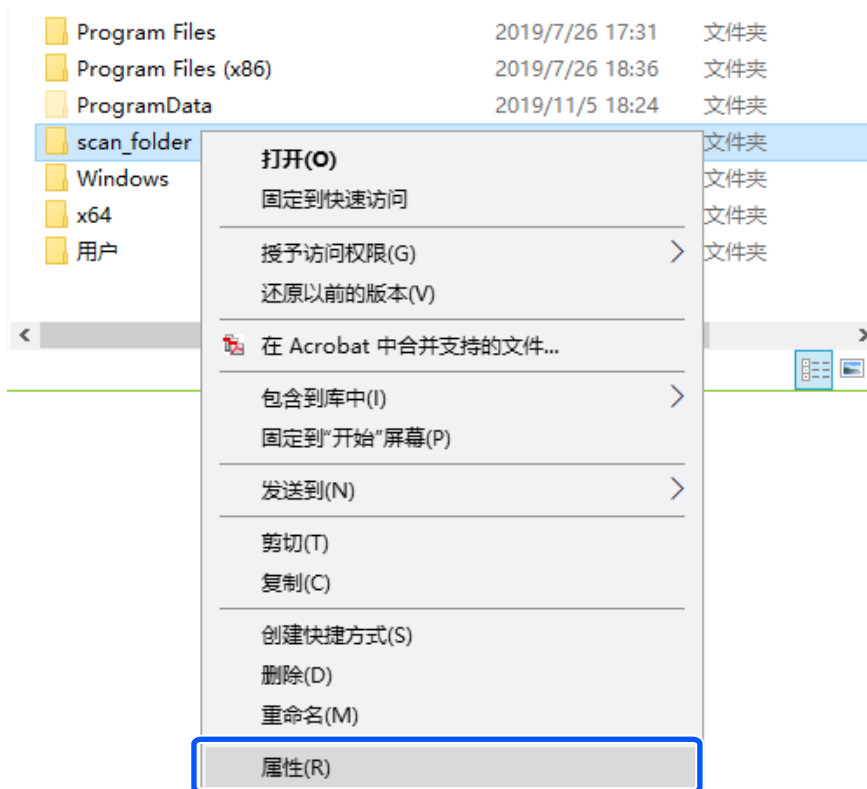 Program Files 2019/7/26 17:31 文件夹
Program Files (x86) 2019/7/26 18:36 文件夹
ProgramData 2019/11/5 18:24 文件夹
scan_folder 文件夹
Windows 文件夹
x64 文件夹
用户 文件夹
打开(O)
固定到快速访问
授予访问权限(G)
还原以前的版本(V)
在 Acrobat 中合并支持的文件...
包含到库中(I)
固定到“开始”屏幕(P)
发送到(N)
剪切(T)
复制(C)
创建快捷方式(S)
删除(D)
重命名(M)
属性(R)